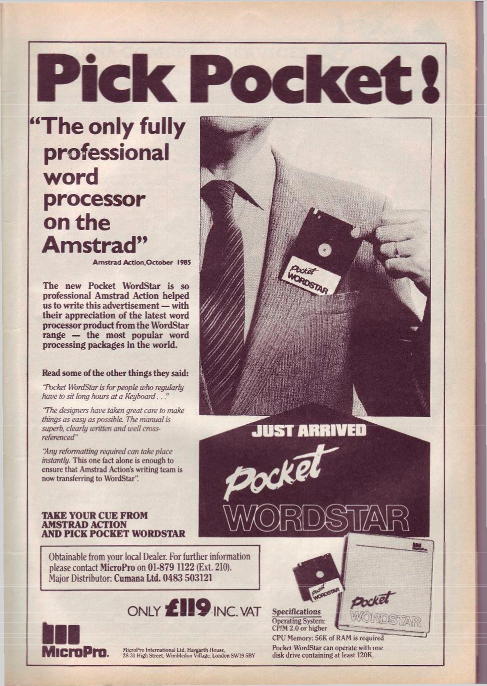 Pick Pocket!
“The only fully
professional
word
processor
on the
Amstrad”
Amstrad Action, October 1985
The new Pocket WordStar is so
professional Amstrad Action helped
us to write this advertisement — with
their appreciation of the latest word
processor product from the WordStar
range — the most popular word
processing packages in the world.
Read some of the other things they said:
“Pocket WordStar is for people who regularly
have to sit long hours at a Keyboard . . .”
“The designers have taken great care to make
things as easy as possible. The manual is
superb, clearly written and well cross-
referenced”
“Any reformatting required can take place
instantly. This one fact alone is enough to
ensure that Amstrad Action's writing team is
now transferring to WordStar”.
TAKE YOUR CUE FROM
AMSTRAD ACTION
AND PICK POCKET WORDSTAR
Pocket
WORDSTAR
JUST ARRIVED
Pocket
WORDSTAR
Obtainable from your local Dealer. For further information
please contact MicroPro on 01-879 1122 (Ext. 210).
Major Distributor: Cumana Ltd. 0483 503121
ONLY £119 INC. VAT
Pocket
WORDSTAR
Pocket
WORDSTAR
Specifications
Operating System:
CP/M 2.0 or higher
CPU Memory: 56K of RAM is required
Pocket WordStar can operate with one
disk drive containing at least 120K.
MicroPro.
MicroPro International Ltd, Haygarth House,
28-31 High Street, Wimbledon Village, London SW19 5BY